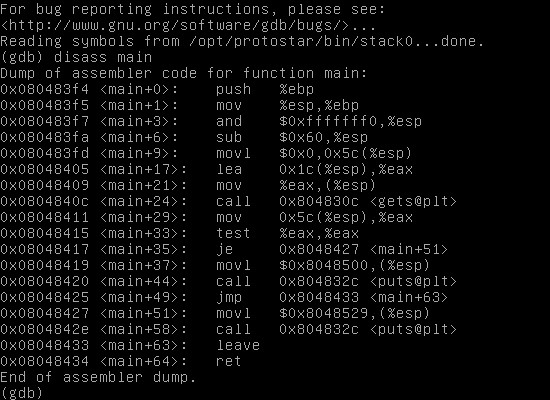 For bug reporting instructions, please see:
<http://www.gnu.org/software/gdb/bugs/>...
Reading symbols from /opt/protostar/bin/stack0...done.
(gdb) disass main
Dump of assembler code for function main:
0x080483f4 <main+0>: push %ebp
0x080483f5 <main+1>: mov %esp,%ebp
0x080483f7 <main+3>: and $0xfffffff0,%esp
0x080483fa <main+6>: sub $0x60,%esp
0x080483fd <main+9>: movl $0x0,0x5c(%esp)
0x08048405 <main+17>: lea 0x1c(%esp),%eax
0x08048409 <main+21>: mov %eax,(%esp)
0x0804840c <main+24>: call 0x804830c <gets@plt>
0x08048411 <main+29>: mov 0x5c(%esp),%eax
0x08048415 <main+33>: test %eax,%eax
0x08048417 <main+35>: je 0x8048427 <main+51>
0x08048419 <main+37>: movl $0x8048500,(%esp)
0x08048420 <main+44>: call 0x804832c <puts@plt>
0x08048425 <main+49>: jmp 0x8048433 <main+63>
0x08048427 <main+51>: movl $0x8048529,(%esp)
0x0804842e <main+58>: call 0x804832c <puts@plt>
0x08048433 <main+63>: leave
0x08048434 <main+64>: ret
End of assembler dump.
(gdb)